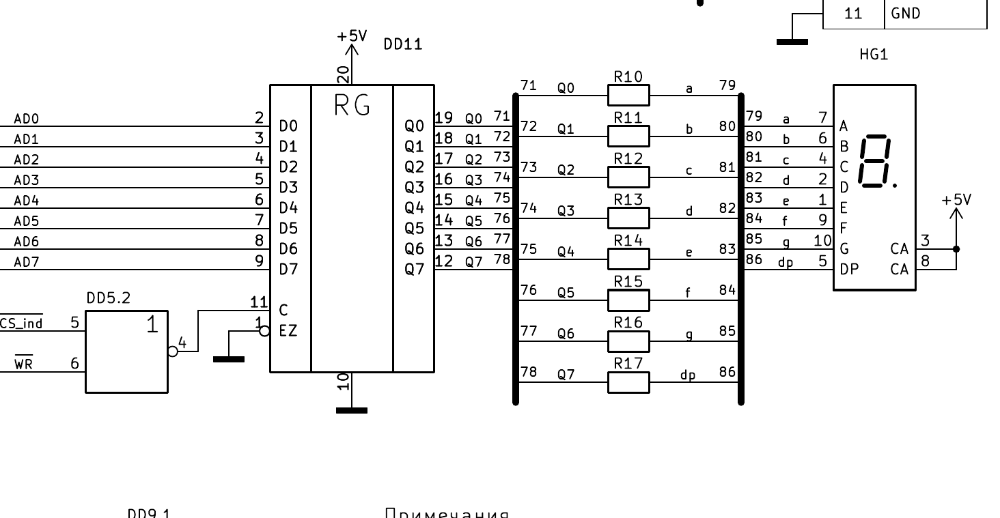 11 GND
+5V DD11
HG1
20
RG
AD0 2 D0 Q0 19 Q0 71
AD1 3 D1 Q1 18 Q1 72
AD2 4 D2 Q2 17 Q2 73
AD3 5 D3 Q3 16 Q3 74
AD4 6 D4 Q4 15 Q4 75
AD5 7 D5 Q5 14 Q5 76
AD6 8 D6 Q6 13 Q6 77
AD7 9 D7 Q7 12 Q7 78
11 C
1 EZ
10
DD5.2
CS_ind 5 1
4
WR 6
71 Q0 R10 a 79
72 Q1 R11 b 80
73 Q2 R12 c 81
74 Q3 R13 d 82
75 Q4 R14 e 83
76 Q5 R15 f 84
77 Q6 R16 g 85
78 Q7 R17 dp 86
79 a 7 A
80 b 6 B
81 c 4 C
82 d 2 D
83 e 1 E
84 f 9 F
85 g 10 G CA 3
86 dp 5 DP CA 8
+5V
DD9.1
Примечания